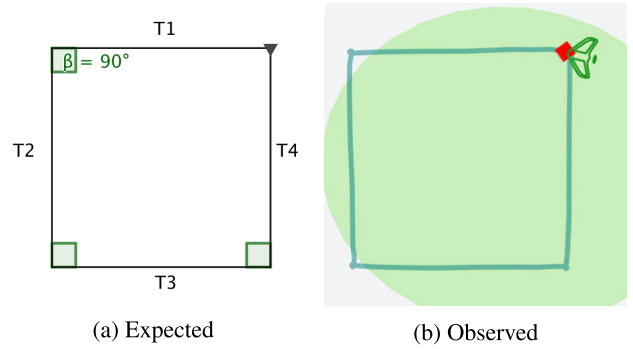 T1
β = 90°
T2
T4
T3
(a) Expected
(b) Observed